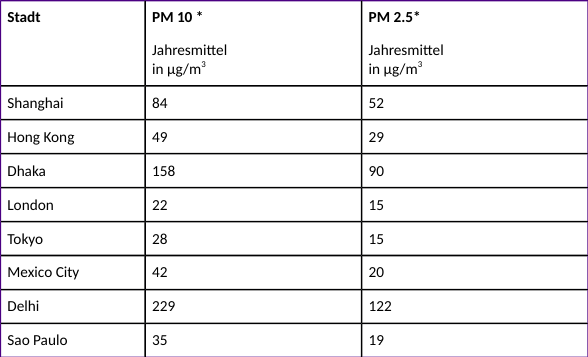 Stadt PM 10 * PM 2.5*
Jahresmittel Jahresmittel
in µg/m³ in µg/m³
Shanghai 84 52
Hong Kong 49 29
Dhaka 158 90
London 22 15
Tokyo 28 15
Mexico City 42 20
Delhi 229 122
Sao Paulo 35 19